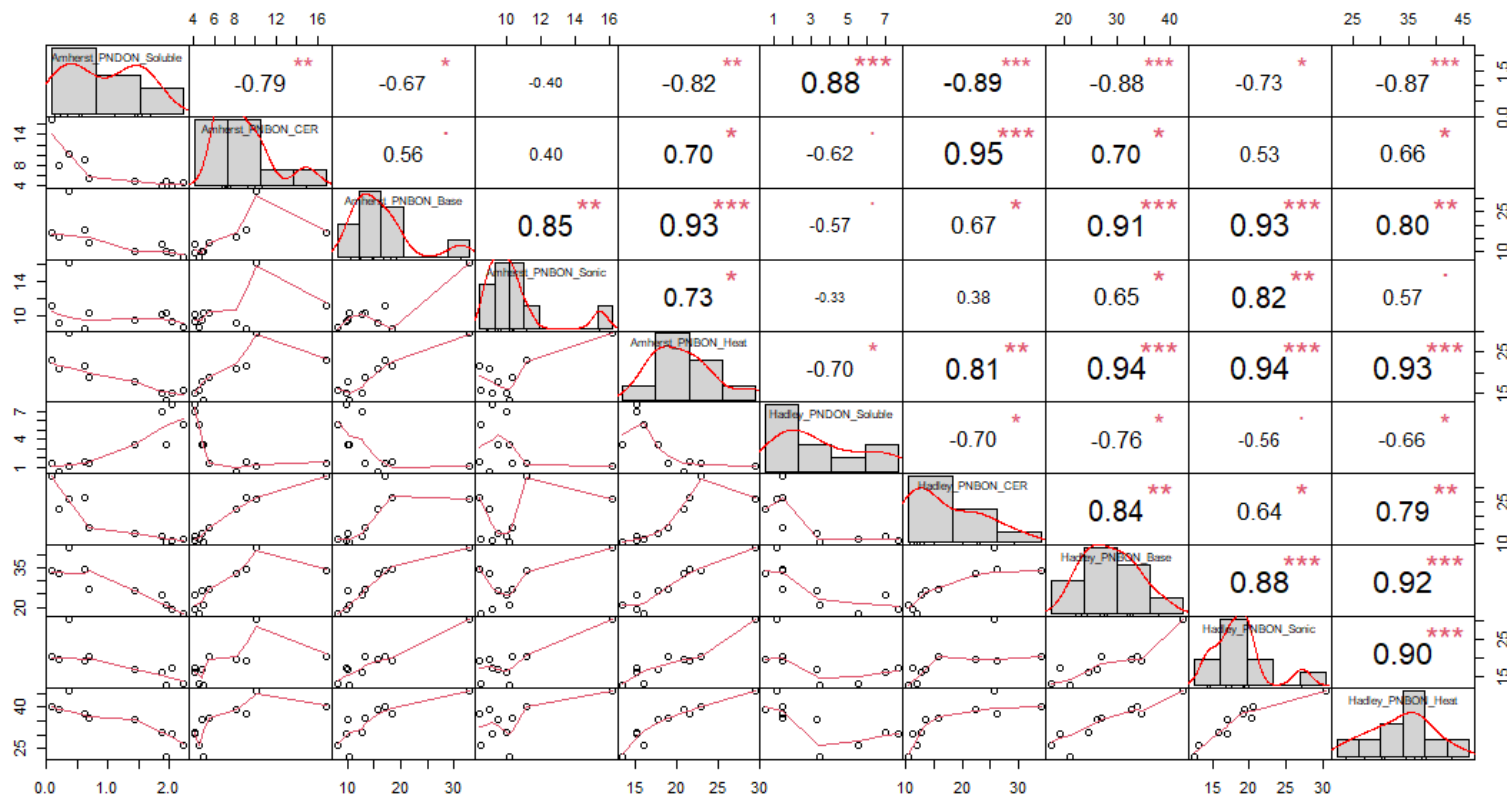 4 6 8 12 16 10 12 14 16 1 3 5 7 20 30 40 25 35 45
Amherst_PNDON_Soluble -0.79 ** -0.67 * -0.40 -0.82 ** 0.88 *** -0.89 *** -0.88 *** -0.73 * -0.87 *** 0.0 1.5
4 8 14 Amherst_PNBON_CER 0.56 . 0.40 0.70 * -0.62 . 0.95 *** 0.70 * 0.53 0.66 *
Amherst_PNBON_Base 0.85 ** 0.93 *** -0.57 . 0.67 * 0.91 *** 0.93 *** 0.80 ** 10 25
10 14 Amherst_PNBON_Sonic 0.73 * -0.33 0.38 0.65 * 0.82 ** 0.57 .
Amherst_PNBON_Heat -0.70 * 0.81 ** 0.94 *** 0.94 *** 0.93 *** 15 25
1 4 7 Hadley_PNDON_Soluble -0.70 * -0.76 * -0.56 . -0.66 *
Hadley_PNBON_CER 0.84 ** 0.64 * 0.79 ** 10 25
20 35 Hadley_PNBON_Base 0.88 *** 0.92 ***
Hadley_PNBON_Sonic 0.90 *** 15 25
25 40 Hadley_PNBON_Heat
0.0 1.0 2.0 10 20 30 15 20 25 30 10 20 30 15 20 25 30